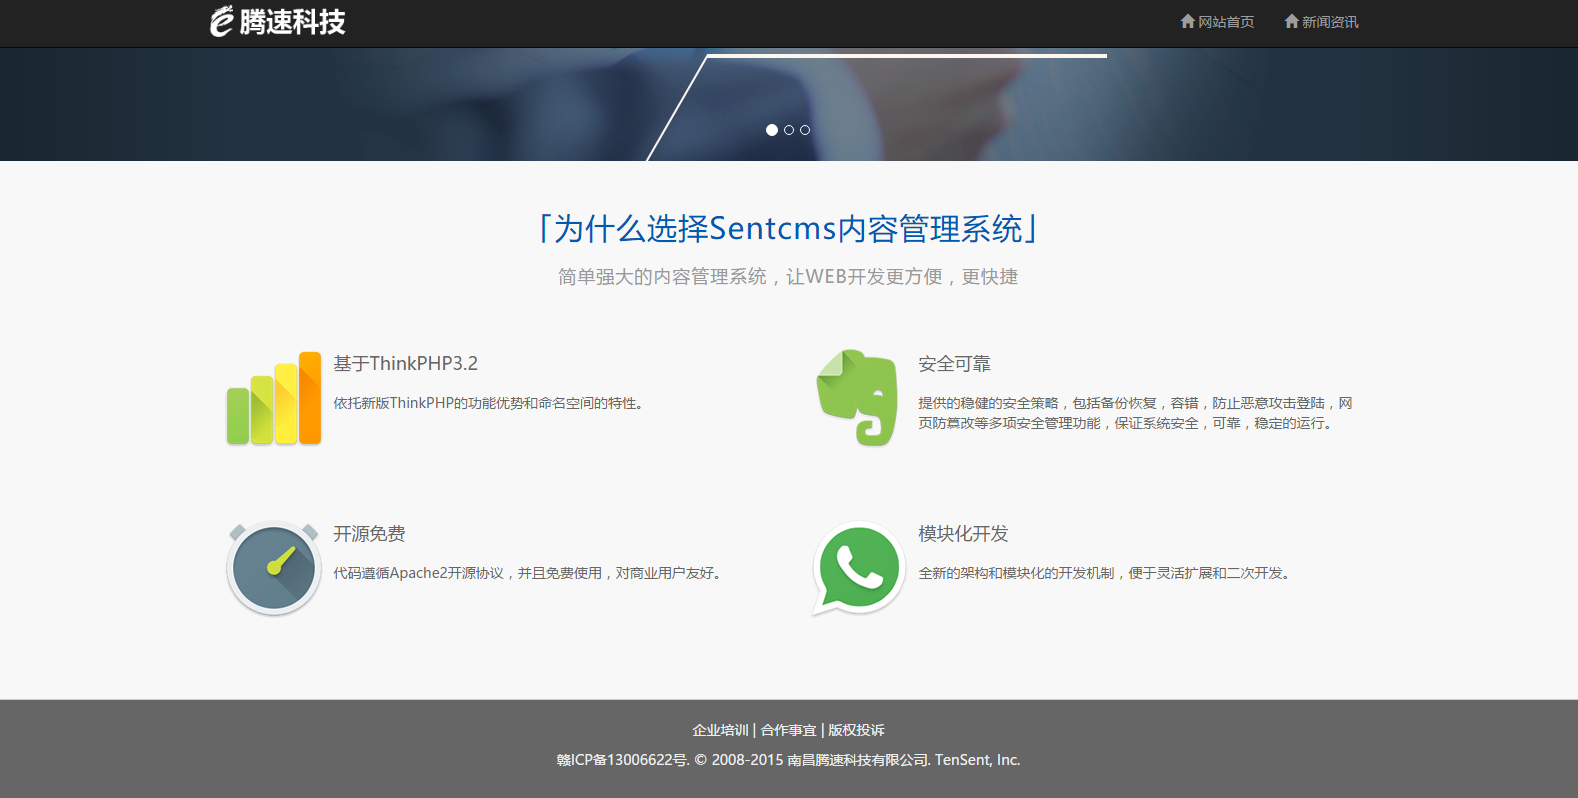 腾速科技
网站首页
新闻资讯
「为什么选择Sentcms内容管理系统」
简单强大的内容管理系统，让WEB开发更方便，更快捷
基于ThinkPHP3.2
依托新版ThinkPHP的功能优势和命名空间的特性。
安全可靠
提供的稳健的安全策略，包括备份恢复，容错，防止恶意攻击登陆，网
页防篡改等多项安全管理功能，保证系统安全，可靠，稳定的运行。
开源免费
代码遵循Apache2开源协议，并且免费使用，对商业用户友好。
模块化开发
全新的架构和模块化的开发机制，便于灵活扩展和二次开发。
企业培训 | 合作事宜 | 版权投诉
赣ICP备13006622号. © 2008-2015 南昌腾速科技有限公司. TenSent, Inc.